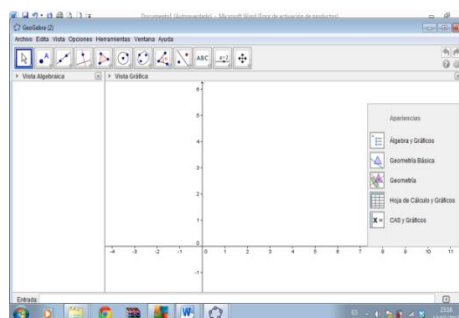 Documento1 (Autoguardado) - Microsoft Word (Error de activación de productos)
GeoGebra (2)
Archivo Edita Vista Opciones Herramientas Ventana Ayuda
ABC a=2
Vista Algebraica Vista Gráfica
Apariencias
Álgebra y Gráficos
Geometría Básica
Geometría
Hoja de Cálculo y Gráficos
X= CAS y Gráficos
6
5
4
3
2
1
0
-4 -3 -2 -1 0 1 2 3 4 5 6 7 8 9 10 11
-1
Entrada:
ES